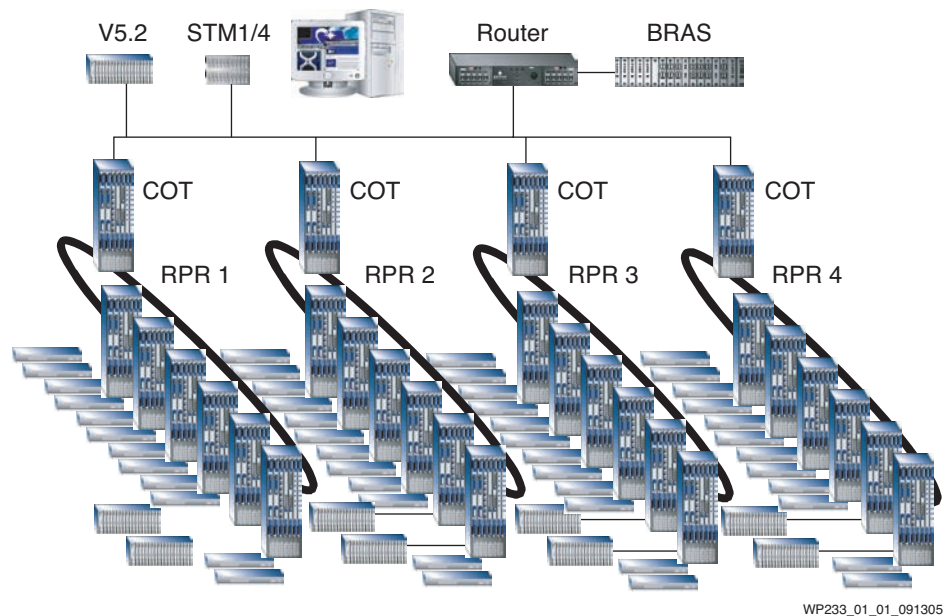 V5.2 STM1/4 Router BRAS
COT COT COT COT
RPR 1 RPR 2 RPR 3 RPR 4
WP233_01_01_091305